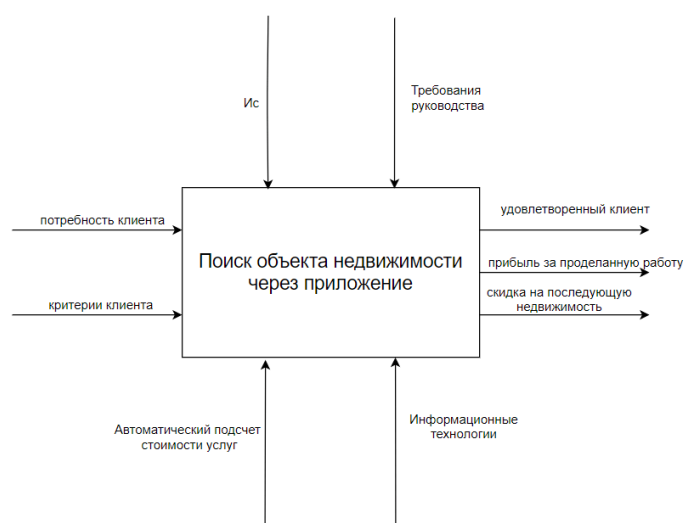 Ис
Требования
руководства
потребность клиента
удовлетворенный клиент
Поиск объекта недвижимости
через приложение
прибыль за проделанную работу
критерии клиента
скидка на последующую
недвижимость
Автоматический подсчет
стоимости услуг
Информационные
технологии